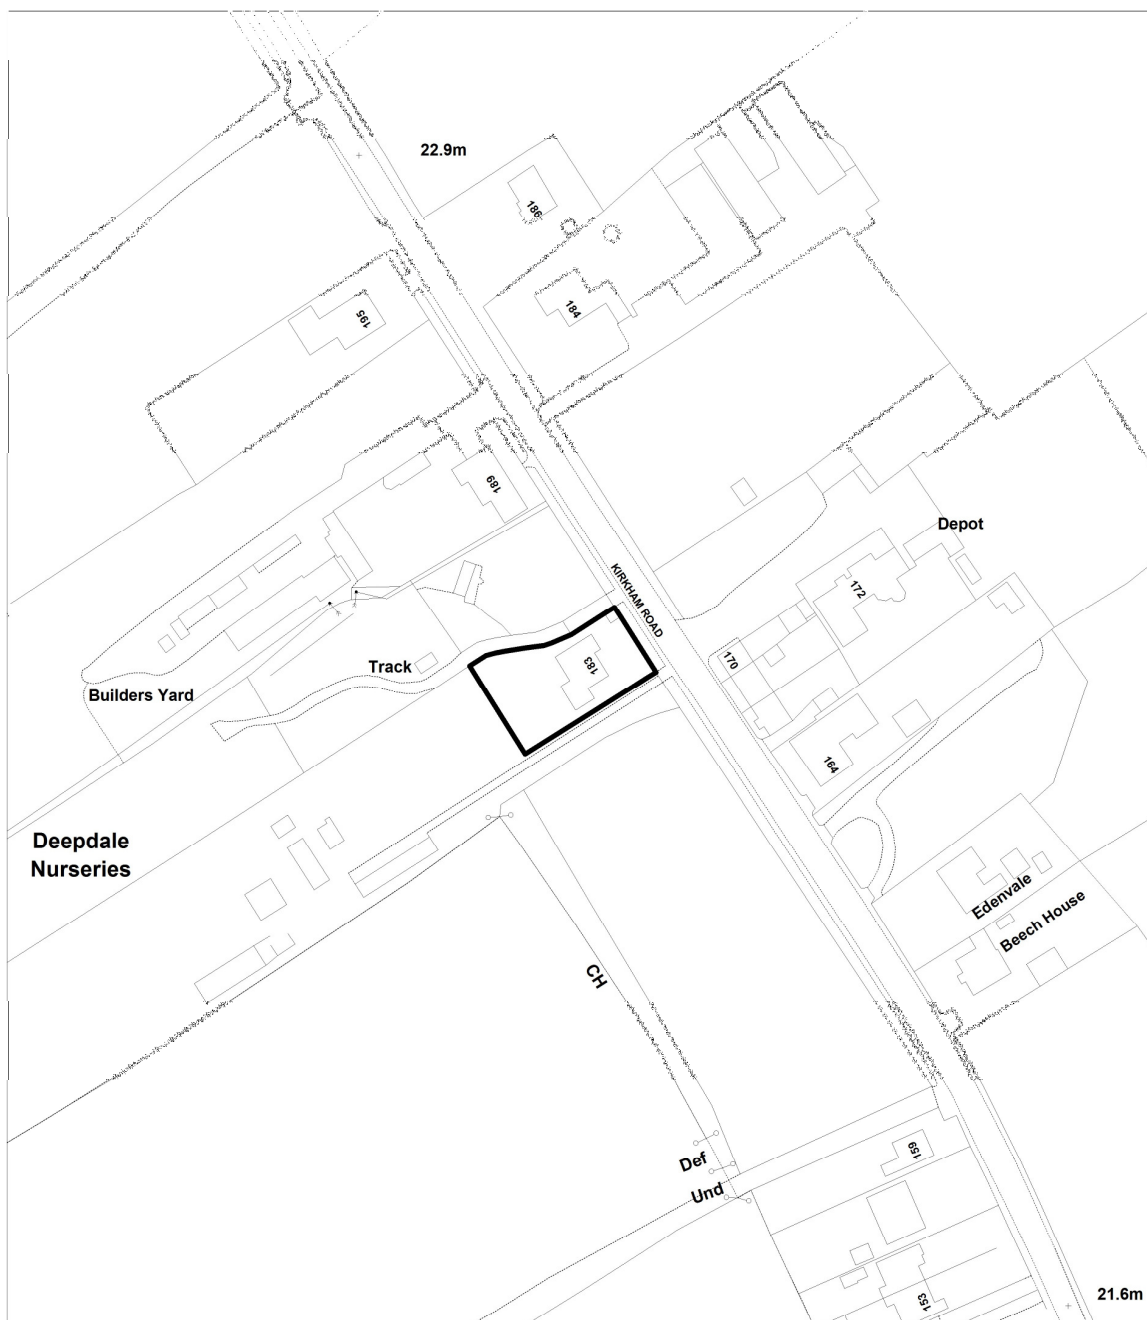 22.9m
186
184
195
189
Depot
KIRKHAM ROAD
172
170
183
Track
Builders Yard
164
Deepdale
Nurseries
Edenvale
Beech House
CH
Def
Und
159
153
21.6m